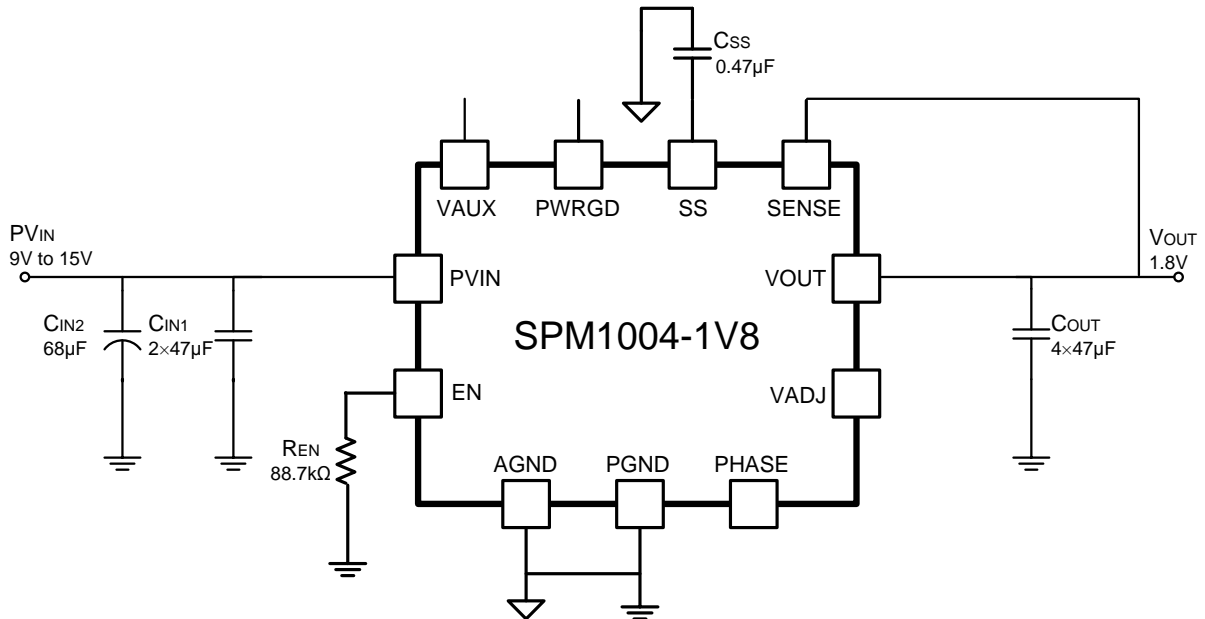 CSS
0.47µF
VAUX
PWRGD
SS
SENSE
PVIN
9V to 15V
VOUT
1.8V
PVIN
VOUT
CIN2
68µF
CIN1
2×47µF
SPM1004-1V8
COUT
4×47µF
EN
VADJ
REN
88.7kΩ
AGND
PGND
PHASE